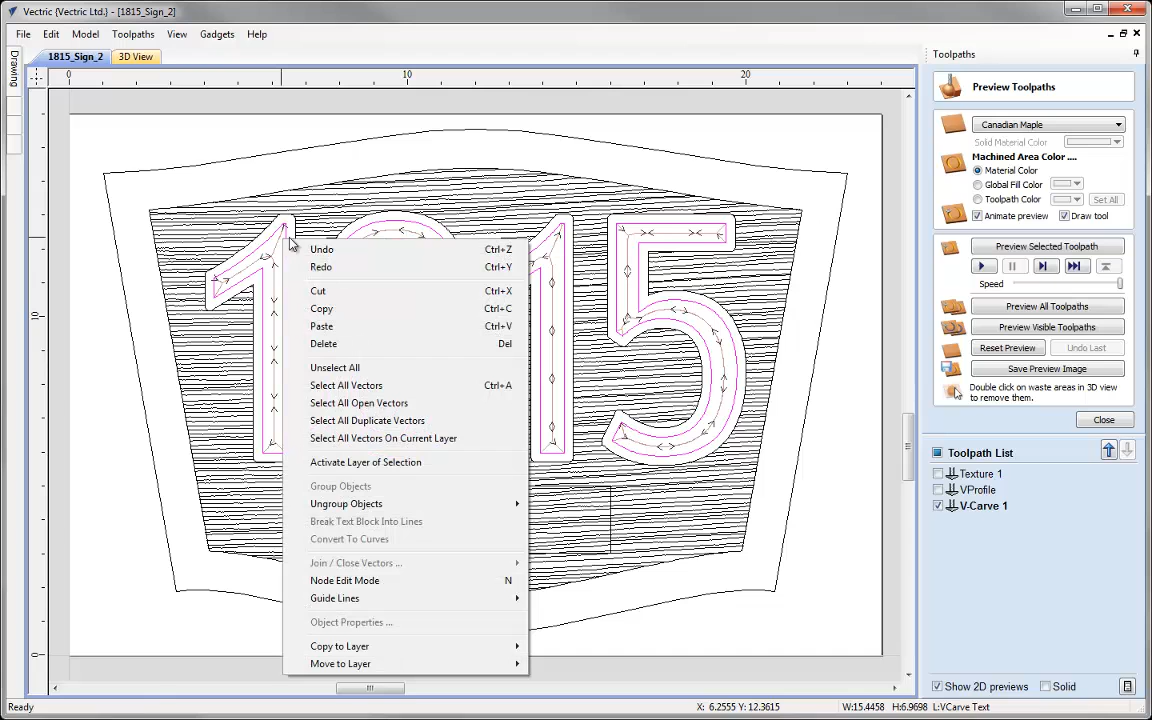 Vectric {Vectric Ltd.} - [1815_Sign_2]
File Edit Model Toolpaths View Gadgets Help
1815_Sign_2 3D View
Drawing
0 10 20
10
0
Undo Ctrl+Z
Redo Ctrl+Y
Cut Ctrl+X
Copy Ctrl+C
Paste Ctrl+V
Delete Del
Unselect All
Select All Vectors Ctrl+A
Select All Open Vectors
Select All Duplicate Vectors
Select All Vectors On Current Layer
Activate Layer of Selection
Group Objects
Ungroup Objects
Break Text Block Into Lines
Convert To Curves
Join / Close Vectors ...
Node Edit Mode N
Guide Lines
Object Properties ...
Copy to Layer
Move to Layer
Toolpaths
Preview Toolpaths
Canadian Maple
Solid Material Color
Machined Area Color ....
Material Color
Global Fill Color
Toolpath Color Set All
Animate preview Draw tool
Preview Selected Toolpath
Speed
Preview All Toolpaths
Preview Visible Toolpaths
Reset Preview Undo Last
Save Preview Image
Double click on waste areas in 3D view
to remove them.
Close
Toolpath List
Texture 1
VProfile
V-Carve 1
Show 2D previews Solid
Ready X: 6.2555 Y: 12.3615 W:15.4458 H:6.9698 L:VCarve Text